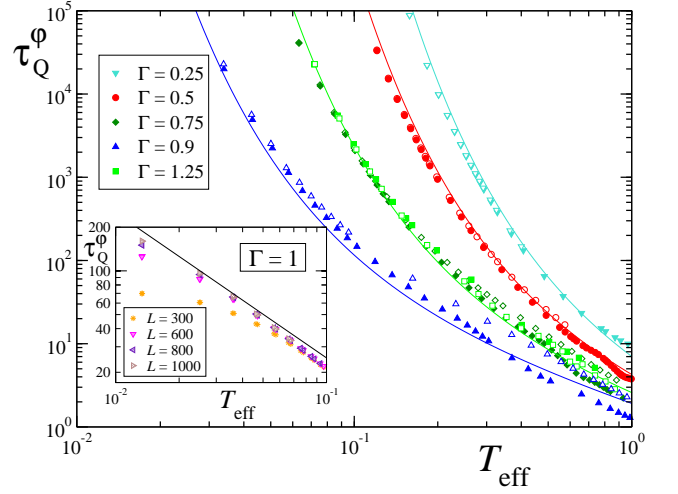 10^5
τ_Q^φ
10^4
10^3
10^2
10^1
10^0
Γ = 0.25
Γ = 0.5
Γ = 0.75
Γ = 0.9
Γ = 1.25
200
τ_Q^φ
100
80
60
40
20
Γ = 1
L = 300
L = 600
L = 800
L = 1000
10^-2
T_eff
10^-1
10^-2
10^-1
T_eff
10^0